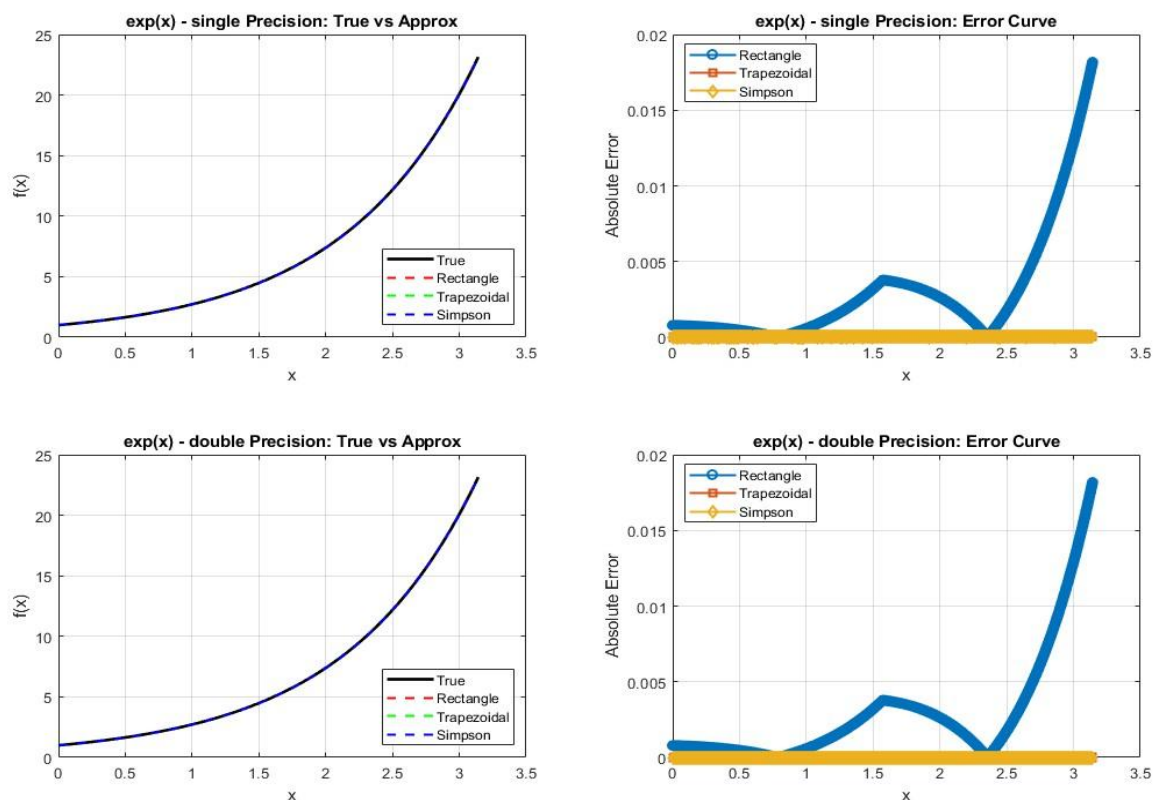 exp(x) - single Precision: True vs Approx
25
20
15
10
5
0
f(x)
0 0.5 1 1.5 2 2.5 3 3.5
x
True
Rectangle
Trapezoidal
Simpson
exp(x) - single Precision: Error Curve
0.02
0.015
0.01
0.005
0
Absolute Error
0 0.5 1 1.5 2 2.5 3 3.5
x
Rectangle
Trapezoidal
Simpson
exp(x) - double Precision: True vs Approx
25
20
15
10
5
0
f(x)
0 0.5 1 1.5 2 2.5 3 3.5
x
True
Rectangle
Trapezoidal
Simpson
exp(x) - double Precision: Error Curve
0.02
0.015
0.01
0.005
0
Absolute Error
0 0.5 1 1.5 2 2.5 3 3.5
x
Rectangle
Trapezoidal
Simpson